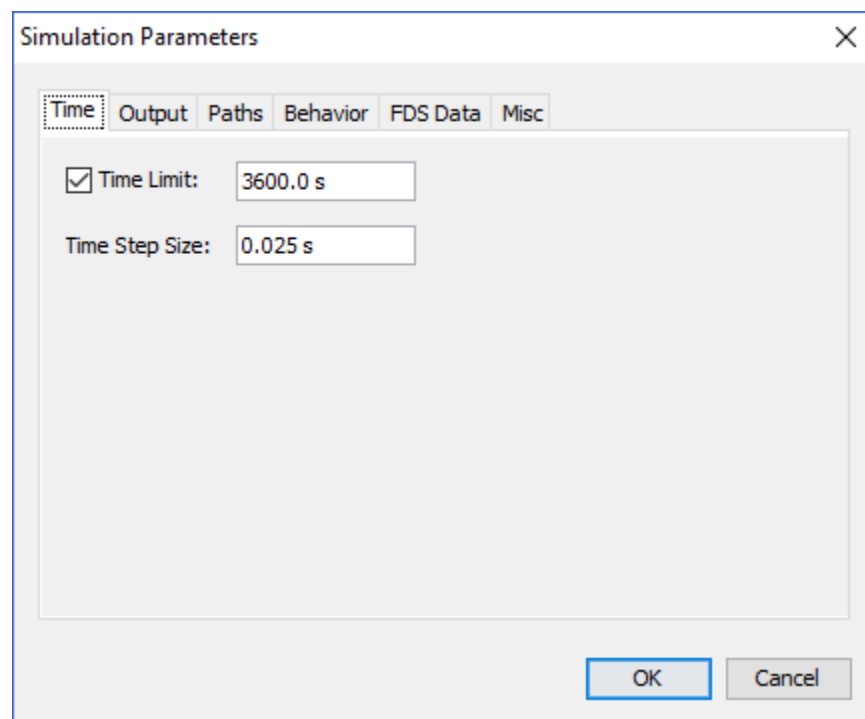 Simulation Parameters
Time Output Paths Behavior FDS Data Misc
Time Limit: 3600.0 s
Time Step Size: 0.025 s
OK Cancel